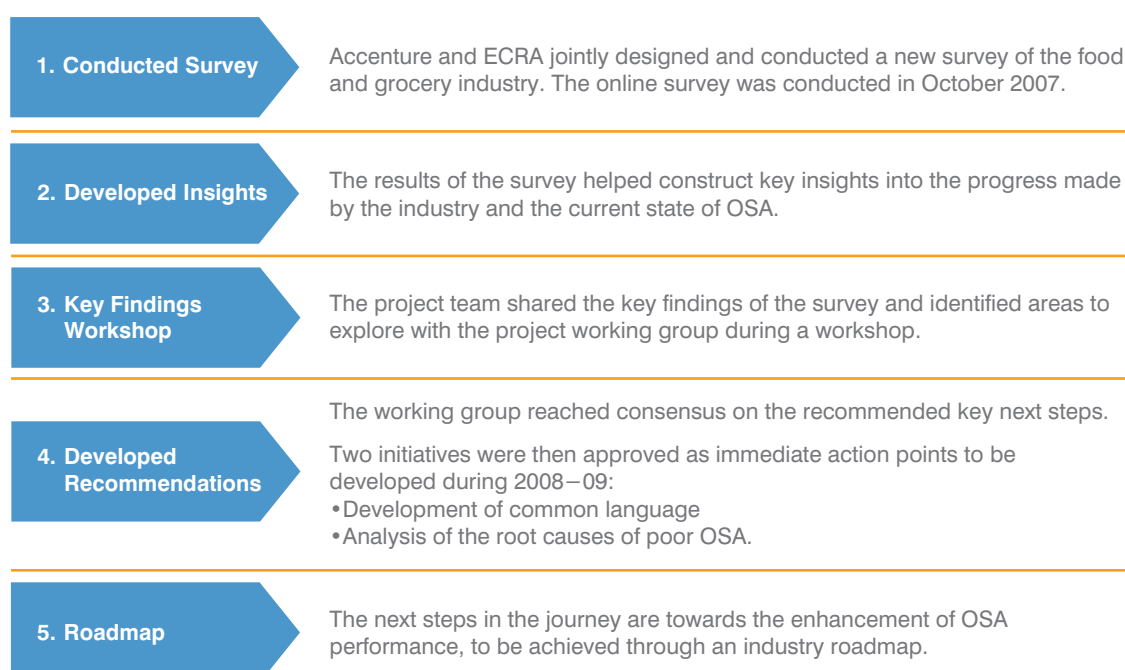 1. Conducted Survey
Accenture and ECRA jointly designed and conducted a new survey of the food
and grocery industry. The online survey was conducted in October 2007.
2. Developed Insights
The results of the survey helped construct key insights into the progress made
by the industry and the current state of OSA.
3. Key Findings
Workshop
The project team shared the key findings of the survey and identified areas to
explore with the project working group during a workshop.
4. Developed
Recommendations
The working group reached consensus on the recommended key next steps.
Two initiatives were then approved as immediate action points to be
developed during 2008–09:
•Development of common language
•Analysis of the root causes of poor OSA.
5. Roadmap
The next steps in the journey are towards the enhancement of OSA
performance, to be achieved through an industry roadmap.